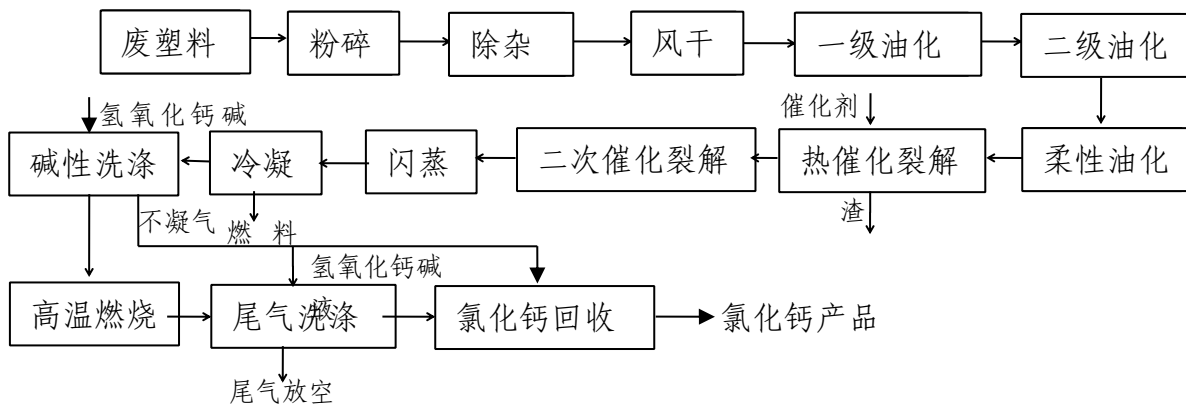 废塑料
粉碎
除杂
风干
一级油化
二级油化
氢氧化钙碱
催化剂
碱性洗涤
冷凝
闪蒸
二次催化裂解
热催化裂解
柔性油化
不凝气
燃 料
渣
氢氧化钙碱
液
高温燃烧
尾气洗涤
氯化钙回收
氯化钙产品
尾气放空